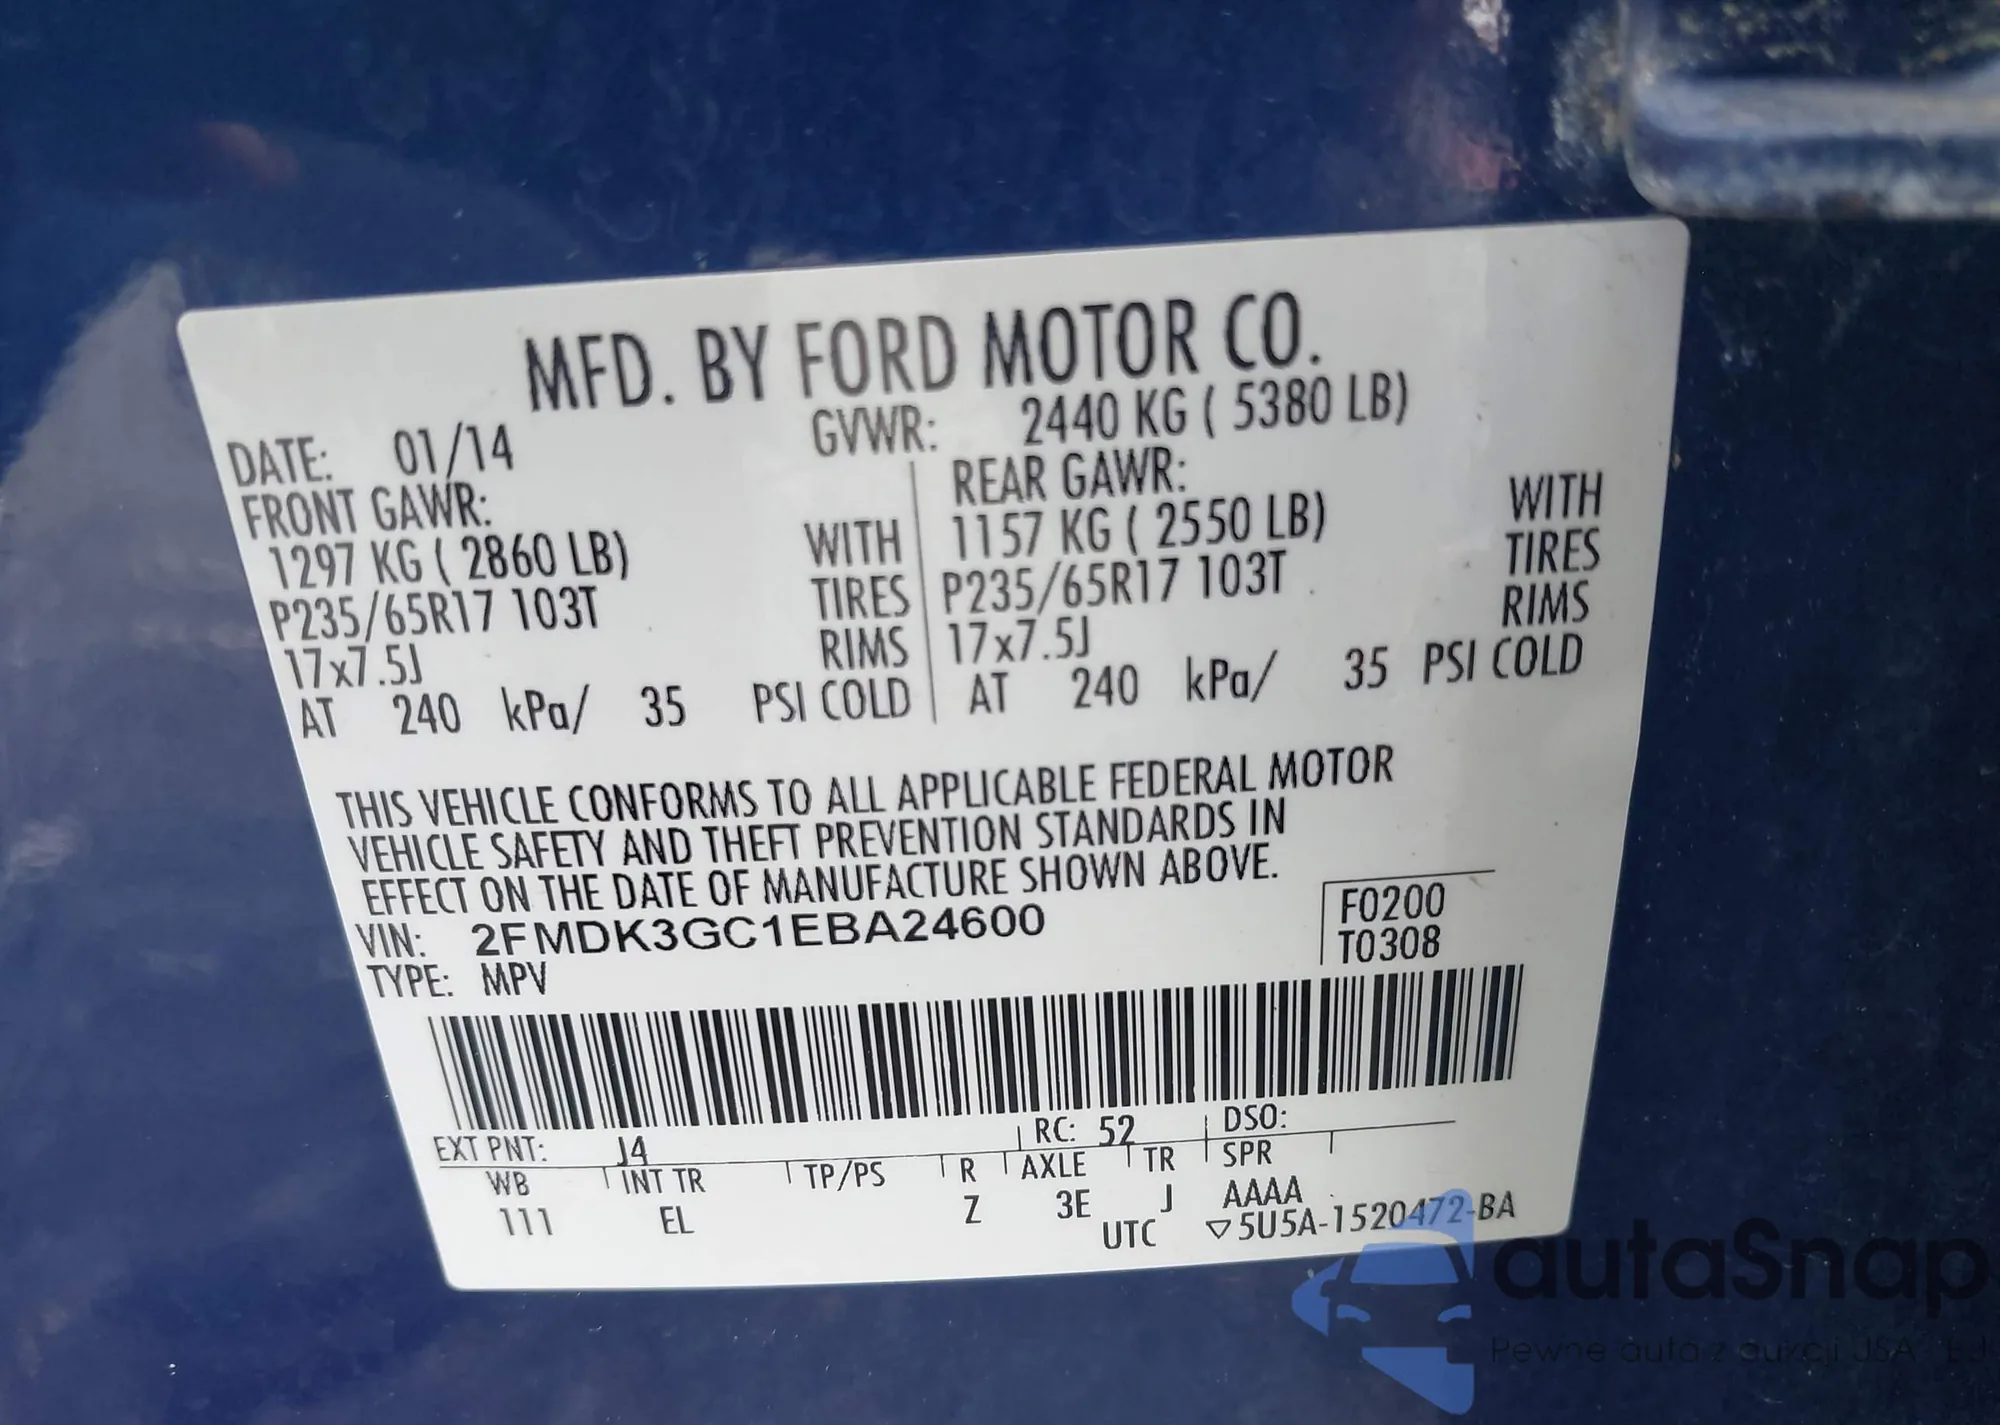 MFD. BY FORD MOTOR CO.
DATE: 01/14 GVWR: 2440 KG ( 5380 LB)
FRONT GAWR: REAR GAWR:
1297 KG ( 2860 LB) WITH 1157 KG ( 2550 LB) WITH
P235/65R17 103T TIRES P235/65R17 103T TIRES
17x7.5J RIMS 17x7.5J RIMS
AT 240 kPa/ 35 PSI COLD AT 240 kPa/ 35 PSI COLD
THIS VEHICLE CONFORMS TO ALL APPLICABLE FEDERAL MOTOR
VEHICLE SAFETY AND THEFT PREVENTION STANDARDS IN
EFFECT ON THE DATE OF MANUFACTURE SHOWN ABOVE.
VIN: 2FMDK3GC1EBA24600 F0200
TYPE: MPV T0308
EXT PNT: J4 RC: 52 DSO:
WB INT TR TP/PS R AXLE TR SPR
111 EL Z 3E J AAAA
UTC ▽5U5A-1520472-BA
autaSnap
Pewne auta z aukcji USA